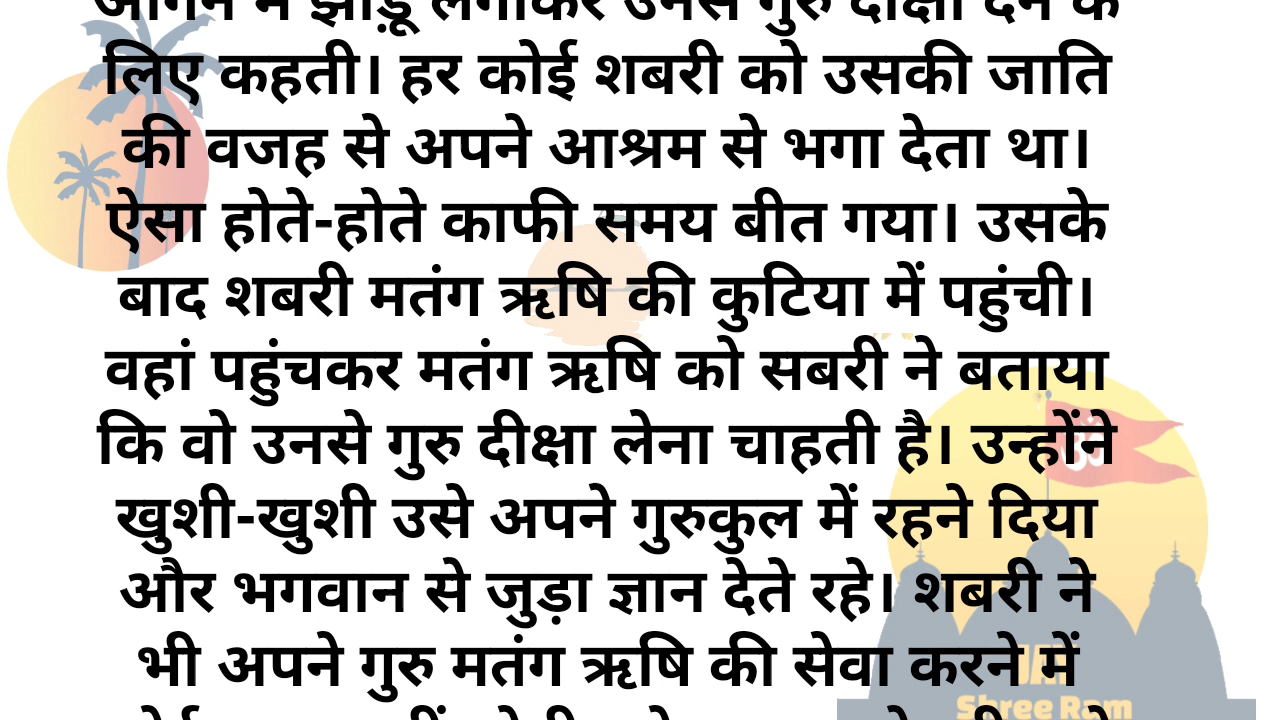 आंगन में झाड़ू लगाकर उनसे गुरु दीक्षा देने के
लिए कहती। हर कोई शबरी को उसकी जाति
की वजह से अपने आश्रम से भगा देता था।
ऐसा होते-होते काफी समय बीत गया। उसके
बाद शबरी मतंग ऋषि की कुटिया में पहुंची।
वहां पहुंचकर मतंग ऋषि को सबरी ने बताया
कि वो उनसे गुरु दीक्षा लेना चाहती है। उन्होंने
खुशी-खुशी उसे अपने गुरुकुल में रहने दिया
और भगवान से जुड़ा ज्ञान देते रहे। शबरी ने
भी अपने गुरु मतंग ऋषि की सेवा करने में
ॐ
JAI
Shree Ram